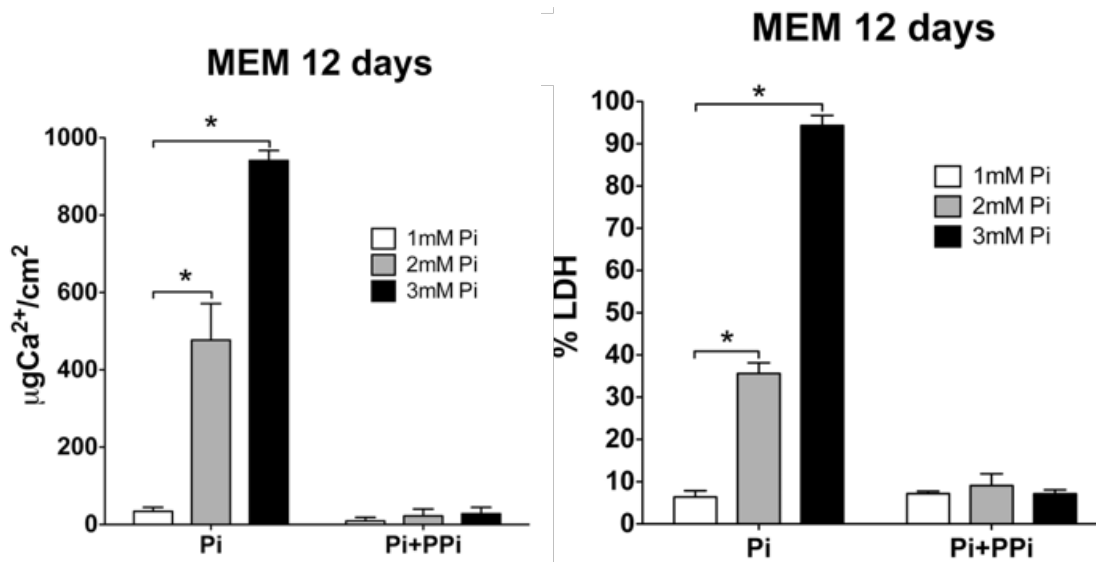 MEM 12 days
µgCa2+/cm2
1000
800
600
400
200
0
*
*
1mM Pi
2mM Pi
3mM Pi
Pi
Pi+PPi
MEM 12 days
% LDH
100
90
80
70
60
50
40
30
20
10
0
*
*
1mM Pi
2mM Pi
3mM Pi
Pi
Pi+PPi